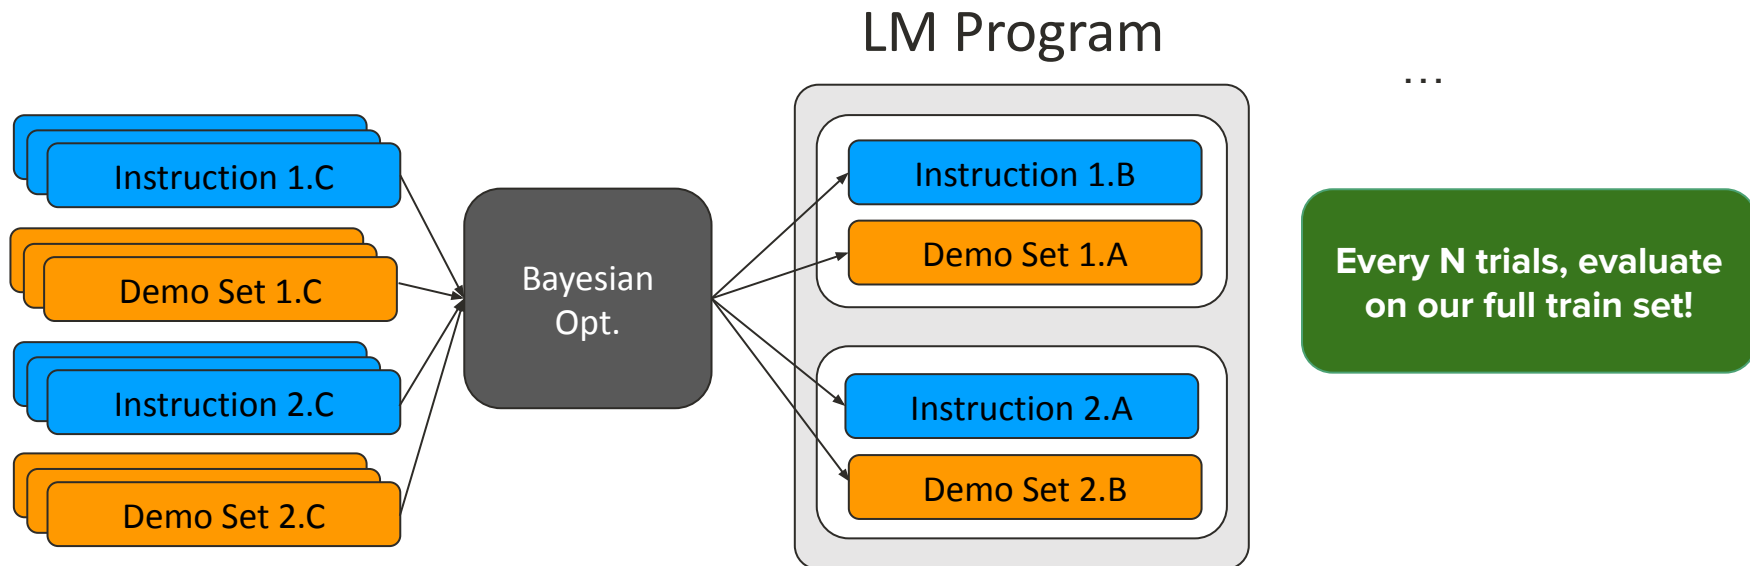 LM Program
...
Instruction 1.C
Demo Set 1.C
Instruction 2.C
Demo Set 2.C
Bayesian
Opt.
Instruction 1.B
Demo Set 1.A
Instruction 2.A
Demo Set 2.B
Every N trials, evaluate
on our full train set!